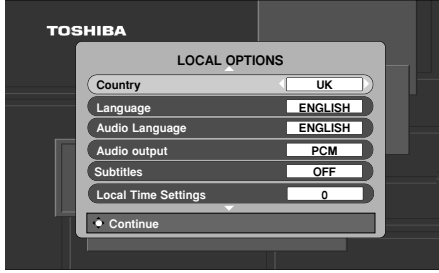 TOSHIBA
LOCAL OPTIONS
Country UK
Language ENGLISH
Audio Language ENGLISH
Audio output PCM
Subtitles OFF
Local Time Settings 0
Continue